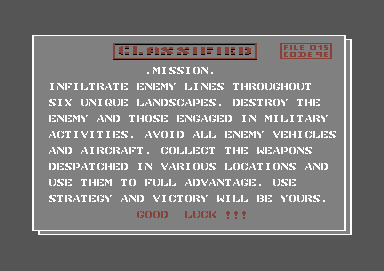 CLASSIFIED
FILE 015
CODE 9E
.MISSION.
INFILTRATE ENEMY LINES THROUGHOUT
SIX UNIQUE LANDSCAPES. DESTROY THE
ENEMY AND THOSE ENGAGED IN MILITARY
ACTIVITIES. AVOID ALL ENEMY VEHICLES
AND AIRCRAFT. COLLECT THE WEAPONS
DESPATCHED IN VARIOUS LOCATIONS AND
USE THEM TO FULL ADVANTAGE. USE
STRATEGY AND VICTORY WILL BE YOURS.
GOOD LUCK !!!